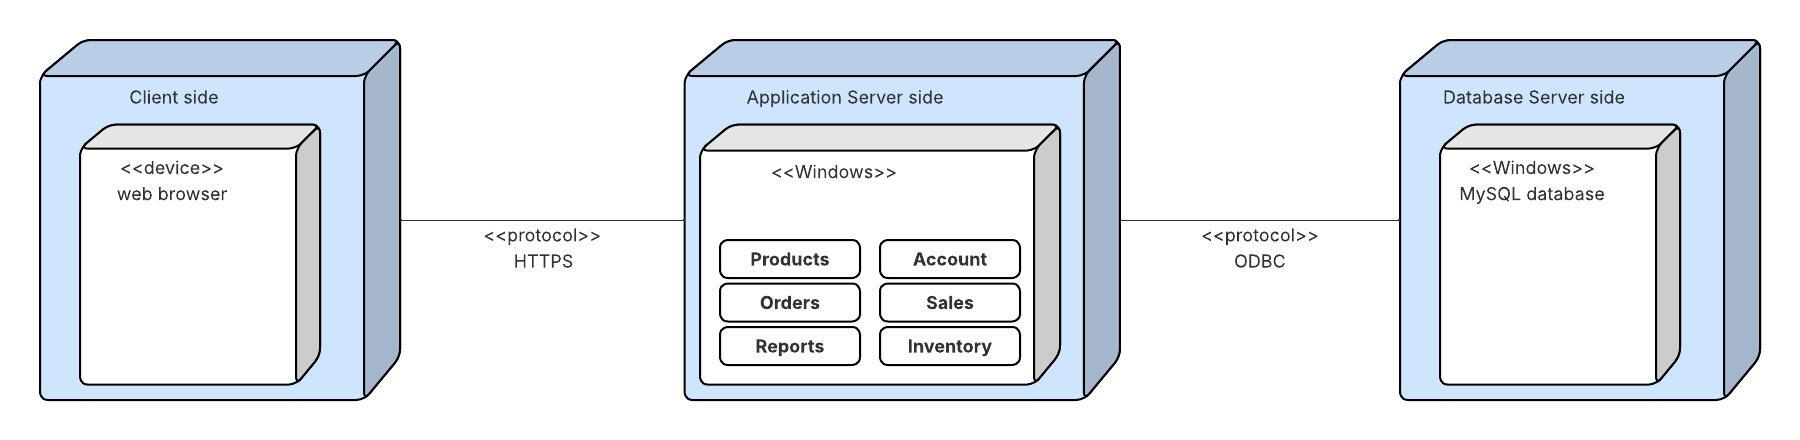 Client side
<<device>>
web browser
<<protocol>>
HTTPS
Application Server side
<<Windows>>
Products
Account
Orders
Sales
Reports
Inventory
<<protocol>>
ODBC
Database Server side
<<Windows>>
MySQL database